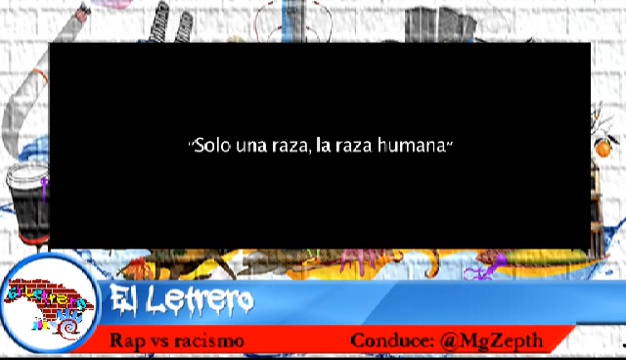 "Solo una raza, la raza humana"
El Letrero
Rap vs racismo
Conduce: @MgZepth